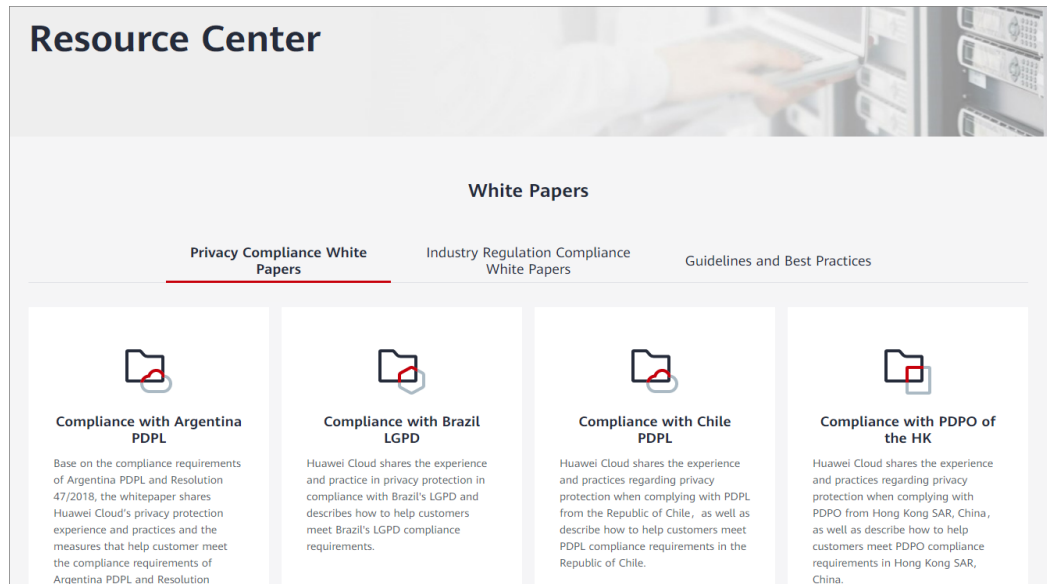 Resource Center
White Papers
Privacy Compliance White
Papers
Industry Regulation Compliance
White Papers
Guidelines and Best Practices
Compliance with Argentina
PDPL
Base on the compliance requirements
of Argentina PDPL and Resolution
47/2018, the whitepaper shares
Huawei Cloud's privacy protection
experience and practices and the
measures that help customer meet
the compliance requirements of
Argentina PDPL and Resolution
Compliance with Brazil
LGPD
Huawei Cloud shares the experience
and practice in privacy protection in
compliance with Brazil's LGPD and
describes how to help customers
meet Brazil's LGPD compliance
requirements.
Compliance with Chile
PDPL
Huawei Cloud shares the experience
and practices regarding privacy
protection when complying with PDPL
from the Republic of Chile，as well as
describe how to help customers meet
PDPL compliance requirements in the
Republic of Chile.
Compliance with PDPO of
the HK
Huawei Cloud shares the experience
and practices regarding privacy
protection when complying with
PDPO from Hong Kong SAR, China，
as well as describe how to help
customers meet PDPO compliance
requirements in Hong Kong SAR,
China.